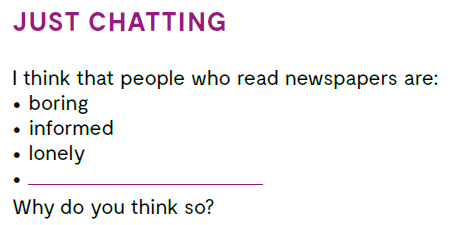 JUST CHATTING
I think that people who read newspapers are:
• boring
• informed
• lonely
• 
Why do you think so?